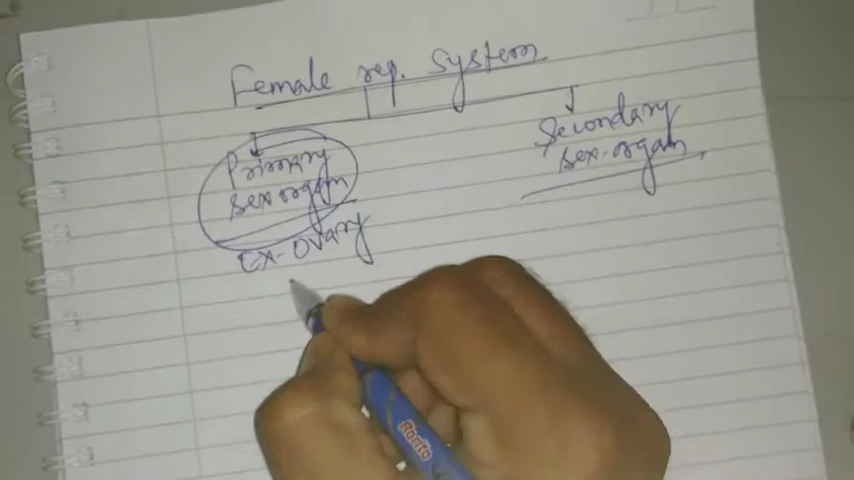 Female rep. System
Primary
sex organ
ex-Ovary
Secondary
sex-organ
Rorito